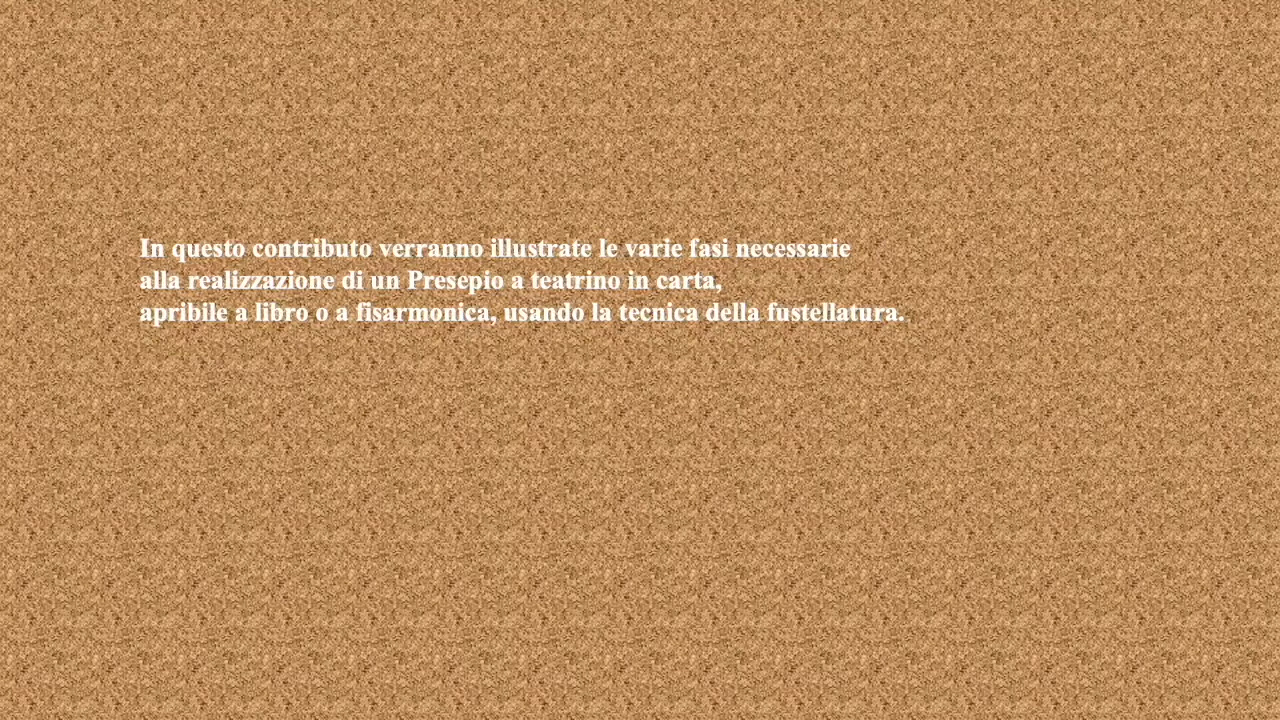 In questo contributo verranno illustrate le varie fasi necessarie
alla realizzazione di un Presepio a teatrino in carta,
apribile a libro o a fisarmonica, usando la tecnica della fustellatura.